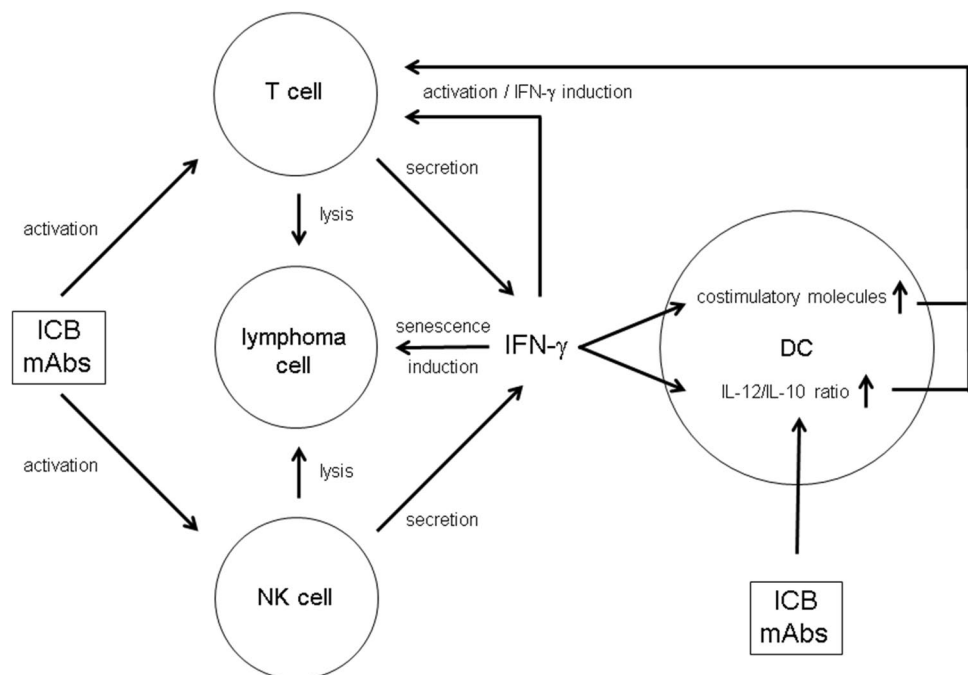 T cell
activation / IFN-γ induction
secretion
lysis
activation
costimulatory molecules
ICB
mAbs
lymphoma
cell
senescence
induction
IFN-γ
DC
IL-12/IL-10 ratio
activation
lysis
secretion
NK cell
ICB
mAbs